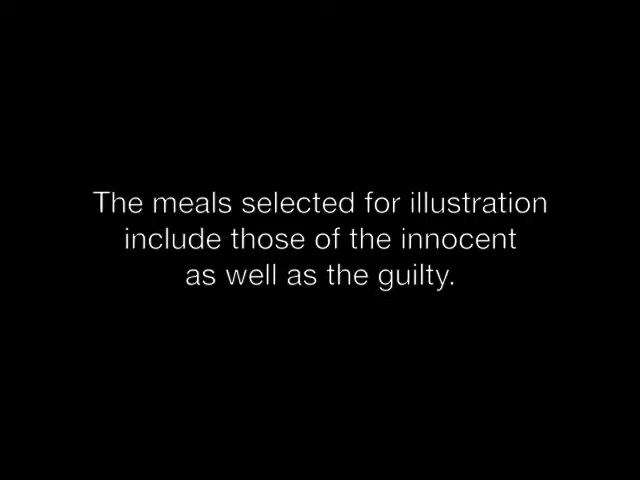 The meals selected for illustration
include those of the innocent
as well as the guilty.